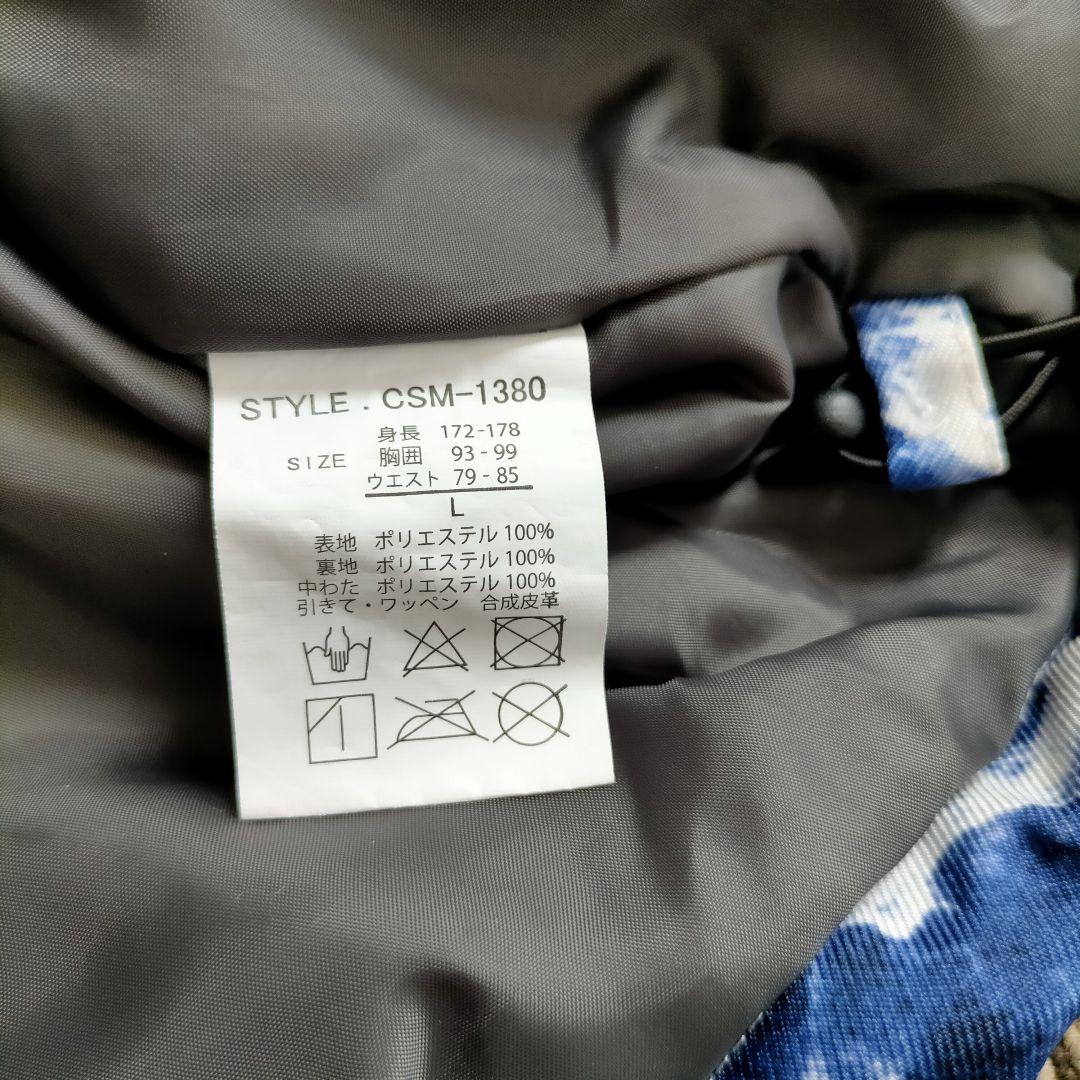 STYLE . CSM-1380
身長 172-178
SIZE 胸囲 93-99
ウエスト 79-85
L
表地 ポリエステル 100%
裏地 ポリエステル 100%
中わた ポリエステル 100%
引きて・ワッペン 合成皮革